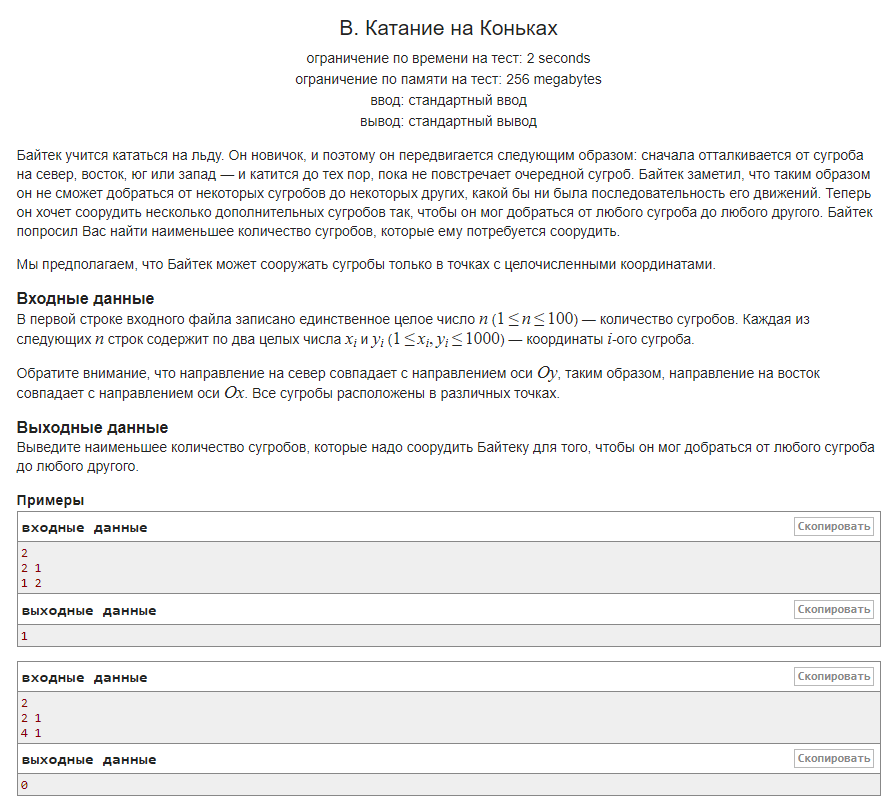 В. Катание на Коньках
ограничение по времени на тест: 2 seconds
ограничение по памяти на тест: 256 megabytes
ввод: стандартный ввод
вывод: стандартный вывод
Байтек учится кататься на льду. Он новичок, и поэтому он передвигается следующим образом: сначала отталкивается от сугроба
на север, восток, юг или запад — и катится до тех пор, пока не повстречает очередной сугроб. Байтек заметил, что таким образом
он не сможет добраться от некоторых сугробов до некоторых других, какой бы ни была последовательность его движений. Теперь
он хочет соорудить несколько дополнительных сугробов так, чтобы он мог добраться от любого сугроба до любого другого. Байтек
попросил Вас найти наименьшее количество сугробов, которые ему потребуется соорудить.
Мы предполагаем, что Байтек может сооружать сугробы только в точках с целочисленными координатами.
Входные данные
В первой строке входного файла записано единственное целое число n (1 ≤ n ≤ 100) — количество сугробов. Каждая из
следующих n строк содержит по два целых числа xi и yi (1 ≤ xi, yi ≤ 1000) — координаты i-ого сугроба.
Обратите внимание, что направление на север совпадает с направлением оси Oy, таким образом, направление на восток
совпадает с направлением оси Ox. Все сугробы расположены в различных точках.
Выходные данные
Выведите наименьшее количество сугробов, которые надо соорудить Байтеку для того, чтобы он мог добраться от любого сугроба
до любого другого.
Примеры
входные данные Скопировать
2
2 1
1 2
выходные данные Скопировать
1
входные данные Скопировать
2
2 1
4 1
выходные данные Скопировать
0